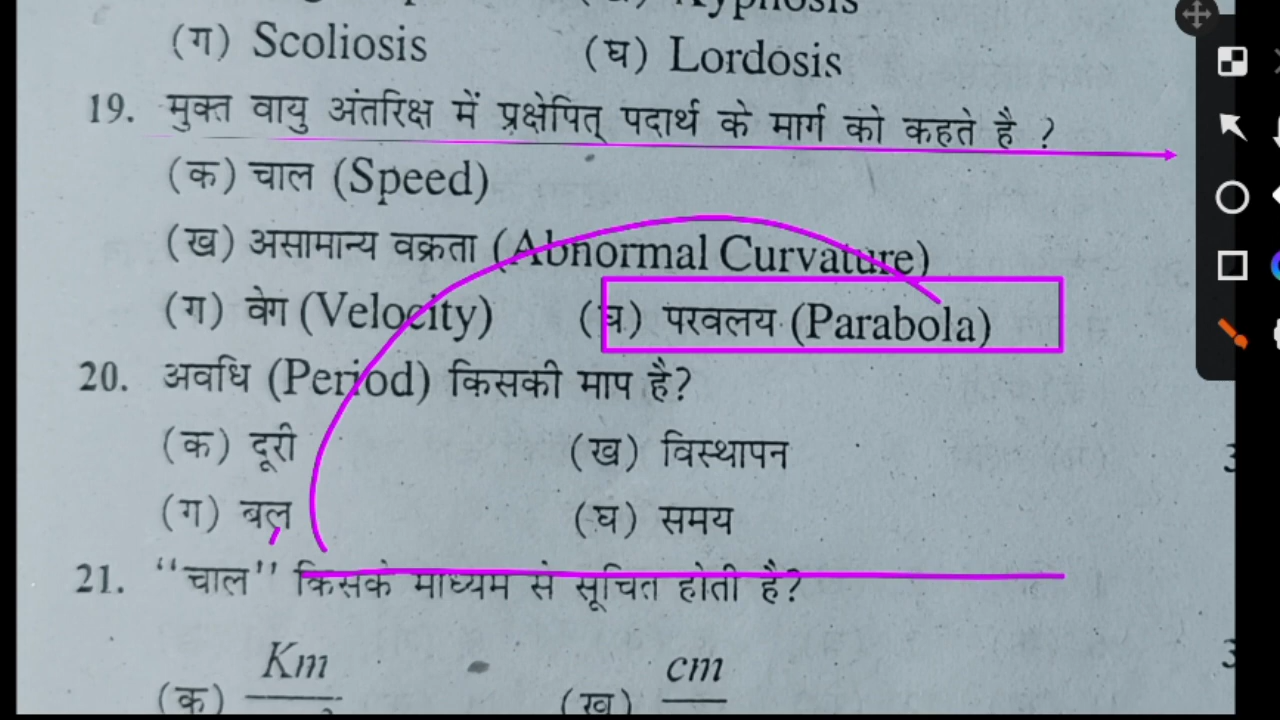 (ग) Scoliosis (घ) Lordosis
19. मुक्त वायु अंतरिक्ष में प्रक्षेपित् पदार्थ के मार्ग को कहते है ?
(क) चाल (Speed)
(ख) असामान्य वक्रता (Abnormal Curvature)
(ग) वेग (Velocity) (घ) परवलय (Parabola)
20. अवधि (Period) किसकी माप है?
(क) दूरी (ख) विस्थापन
(ग) बल (घ) समय
21. "चाल" किसके माध्यम से सूचित होती है?
(क) Km (ख) cm